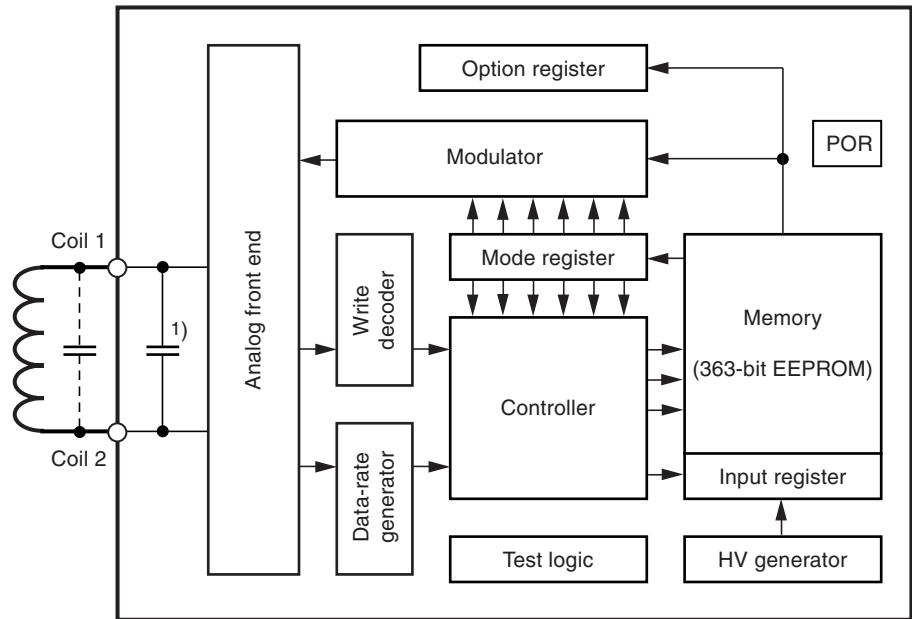 Option register
POR
Modulator
Coil 1
Mode register
Analog front end
Write
decoder
Memory
(363-bit EEPROM)
1)
Controller
Coil 2
Data-rate
generator
Input register
Test logic
HV generator